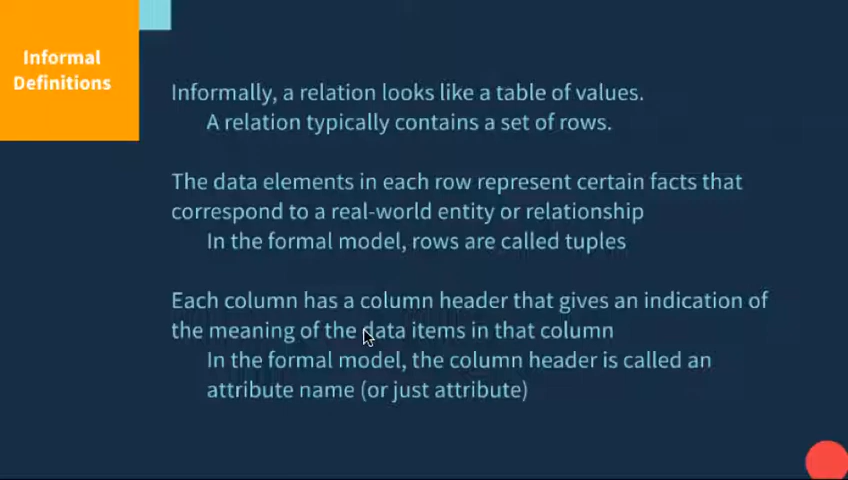 Informal
Definitions
Informally, a relation looks like a table of values.
A relation typically contains a set of rows.
The data elements in each row represent certain facts that
correspond to a real-world entity or relationship
In the formal model, rows are called tuples
Each column has a column header that gives an indication of
the meaning of the data items in that column
In the formal model, the column header is called an
attribute name (or just attribute)